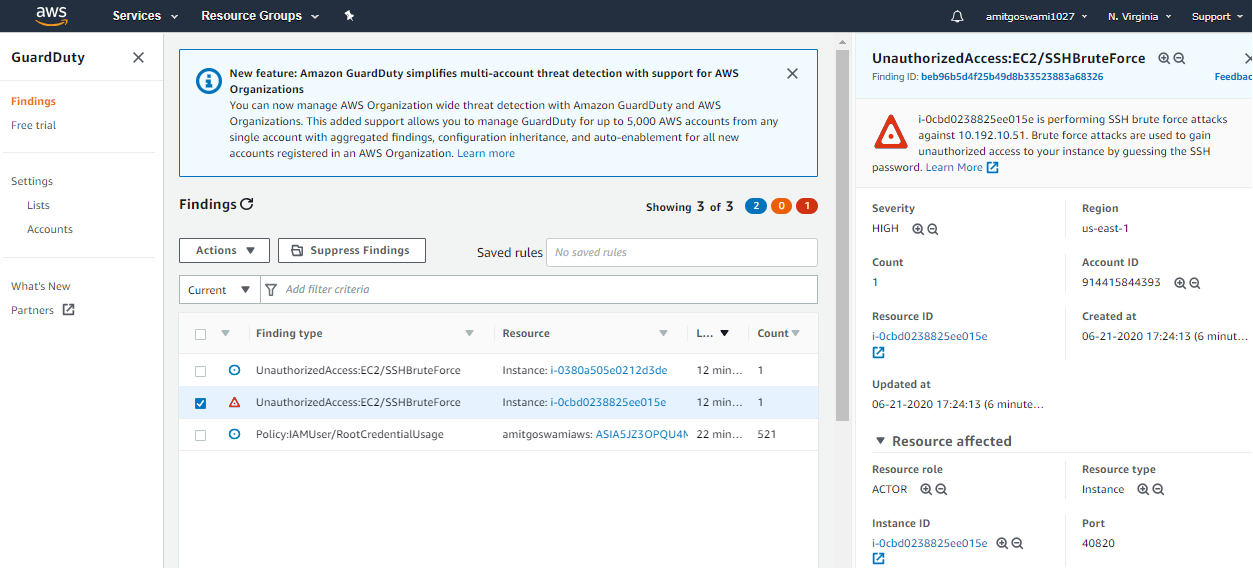 aws
Services
Resource Groups
amitgoswami1027
N. Virginia
Support
GuardDuty
Findings
Free trial
Settings
Lists
Accounts
What's New
Partners
New feature: Amazon GuardDuty simplifies multi-account threat detection with support for AWS
Organizations
You can now manage AWS Organization wide threat detection with Amazon GuardDuty and AWS
Organizations. This added support allows you to manage GuardDuty for up to 5,000 AWS accounts from any
single account with aggregated findings, configuration inheritance, and auto-enablement for all new
accounts registered in an AWS Organization. Learn more
Findings
Showing 3 of 3 2 0 1
Actions
Suppress Findings
Saved rules
No saved rules
Current
Add filter criteria
Finding type Resource L... Count
UnauthorizedAccess:EC2/SSHBruteForce Instance: i-0380a505e0212d3de 12 min... 1
UnauthorizedAccess:EC2/SSHBruteForce Instance: i-0cbd0238825ee015e 12 min... 1
Policy:IAMUser/RootCredentialUsage amitgoswamiaws: ASIA5JZ3OPQU4N 22 min... 521
UnauthorizedAccess:EC2/SSHBruteForce
Finding ID: beb96b5d4f25b49d8b33523883a68326
Feedbac
i-0cbd0238825ee015e is performing SSH brute force attacks
against 10.192.10.51. Brute force attacks are used to gain
unauthorized access to your instance by guessing the SSH
password. Learn More
Severity Region
HIGH us-east-1
Count Account ID
1 914415844393
Resource ID Created at
i-0cbd0238825ee015e 06-21-2020 17:24:13 (6 minut...
Updated at
06-21-2020 17:24:13 (6 minute...
Resource affected
Resource role Resource type
ACTOR Instance
Instance ID Port
i-0cbd0238825ee015e 40820